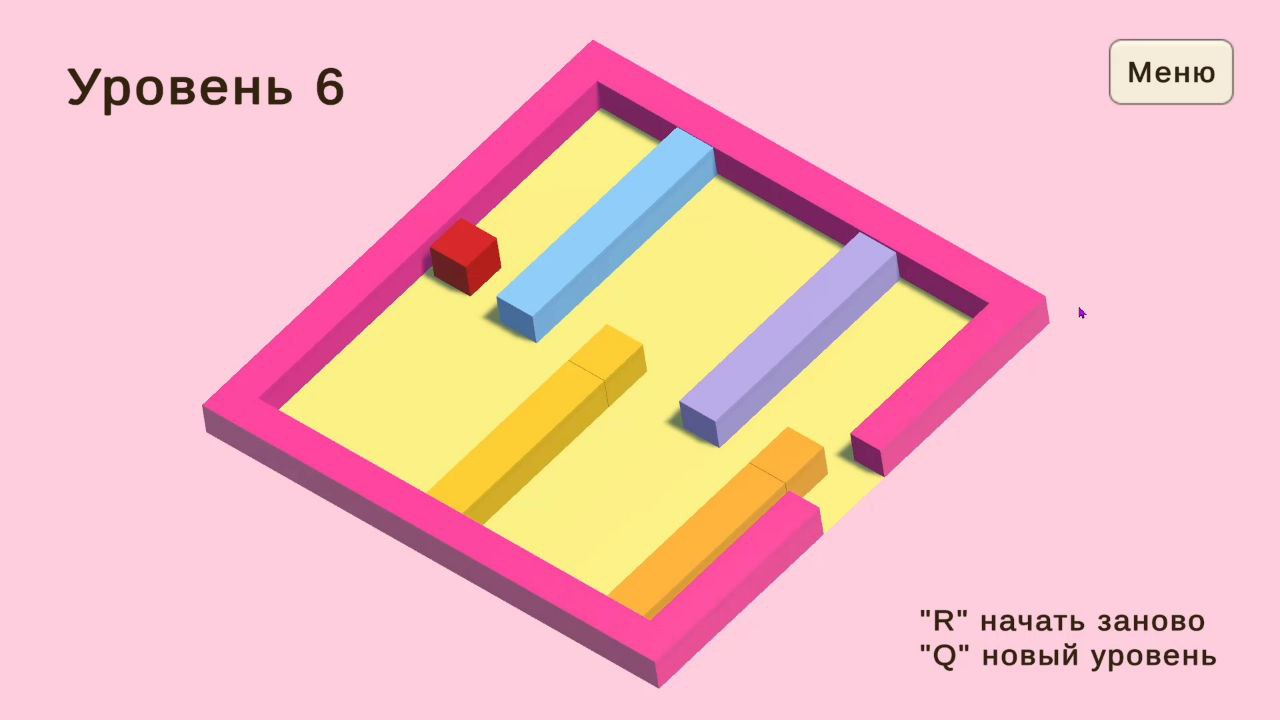 Уровень 6
Меню
"R" начать заново
"Q" новый уровень